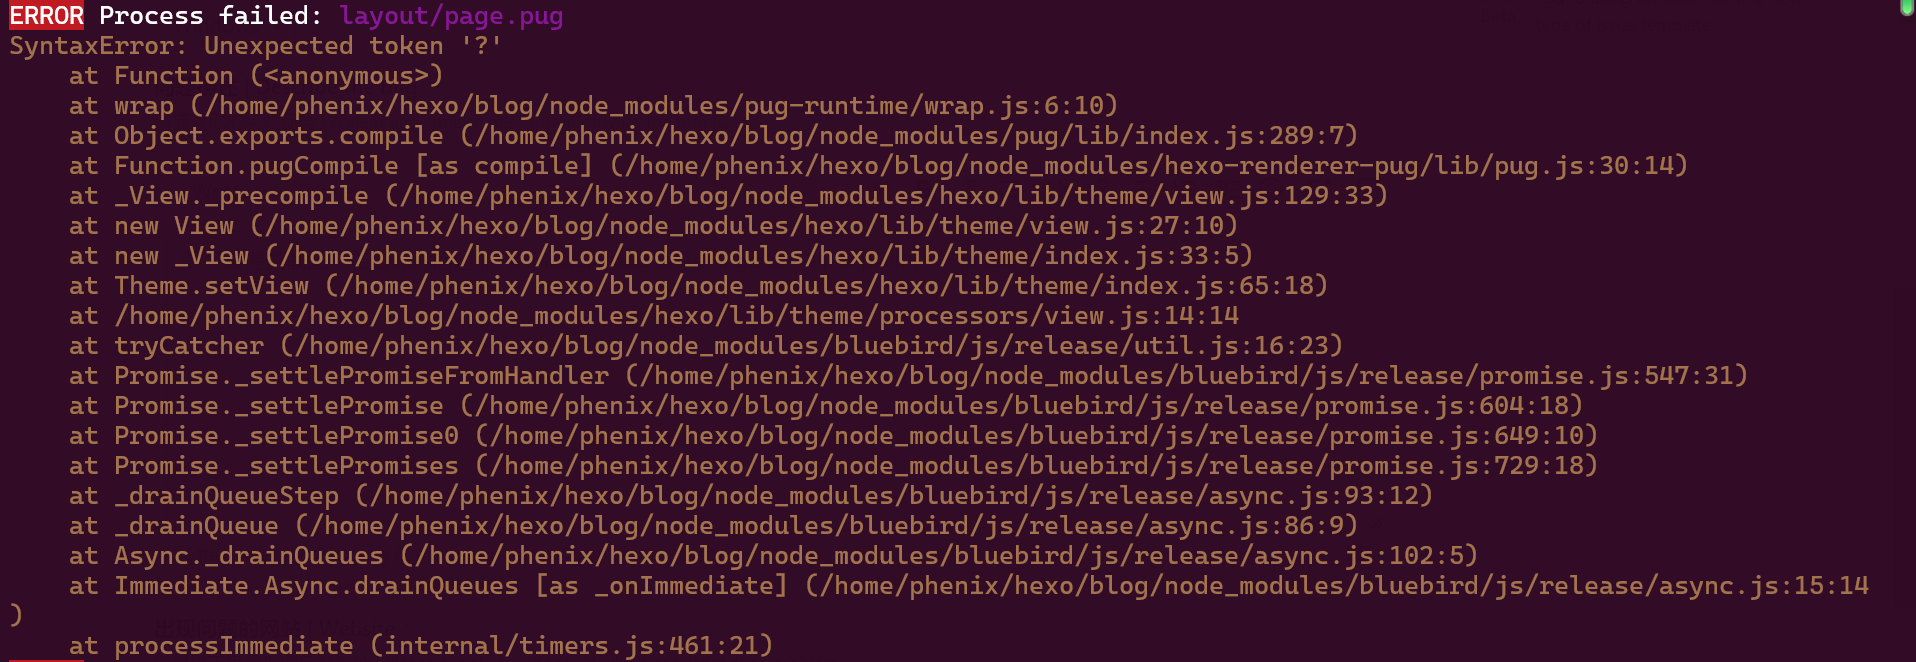 ERROR Process failed: layout/page.pug
SyntaxError: Unexpected token '?'
    at Function (<anonymous>)
    at wrap (/home/phenix/hexo/blog/node_modules/pug-runtime/wrap.js:6:10)
    at Object.exports.compile (/home/phenix/hexo/blog/node_modules/pug/lib/index.js:289:7)
    at Function.pugCompile [as compile] (/home/phenix/hexo/blog/node_modules/hexo-renderer-pug/lib/pug.js:30:14)
    at _View._precompile (/home/phenix/hexo/blog/node_modules/hexo/lib/theme/view.js:129:33)
    at new View (/home/phenix/hexo/blog/node_modules/hexo/lib/theme/view.js:27:10)
    at new _View (/home/phenix/hexo/blog/node_modules/hexo/lib/theme/index.js:33:5)
    at Theme.setView (/home/phenix/hexo/blog/node_modules/hexo/lib/theme/index.js:65:18)
    at /home/phenix/hexo/blog/node_modules/hexo/lib/theme/processors/view.js:14:14
    at tryCatcher (/home/phenix/hexo/blog/node_modules/bluebird/js/release/util.js:16:23)
    at Promise._settlePromiseFromHandler (/home/phenix/hexo/blog/node_modules/bluebird/js/release/promise.js:547:31)
    at Promise._settlePromise (/home/phenix/hexo/blog/node_modules/bluebird/js/release/promise.js:604:18)
    at Promise._settlePromise0 (/home/phenix/hexo/blog/node_modules/bluebird/js/release/promise.js:649:10)
    at Promise._settlePromises (/home/phenix/hexo/blog/node_modules/bluebird/js/release/promise.js:729:18)
    at _drainQueueStep (/home/phenix/hexo/blog/node_modules/bluebird/js/release/async.js:93:12)
    at _drainQueue (/home/phenix/hexo/blog/node_modules/bluebird/js/release/async.js:86:9)
    at Async._drainQueues (/home/phenix/hexo/blog/node_modules/bluebird/js/release/async.js:102:5)
    at Immediate.Async.drainQueues [as _onImmediate] (/home/phenix/hexo/blog/node_modules/bluebird/js/release/async.js:15:14
)
    at processImmediate (internal/timers.js:461:21)